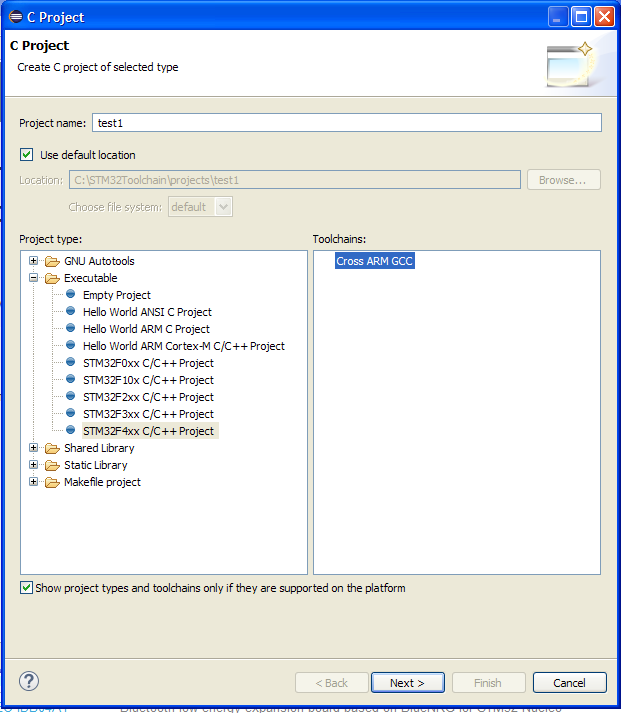 C Project
C Project
Create C project of selected type
Project name: test1
Use default location
Location: C:\STM32Toolchain\projects\test1 Browse...
Choose file system: default
Project type: Toolchains:
GNU Autotools Cross ARM GCC
Executable
Empty Project
Hello World ANSI C Project
Hello World ARM C Project
Hello World ARM Cortex-M C/C++ Project
STM32F0xx C/C++ Project
STM32F10x C/C++ Project
STM32F2xx C/C++ Project
STM32F3xx C/C++ Project
STM32F4xx C/C++ Project
Shared Library
Static Library
Makefile project
Show project types and toolchains only if they are supported on the platform
? < Back Next > Finish Cancel
Bluetooth low energy expansion board based on BlueNRG for STM32 Nucleo